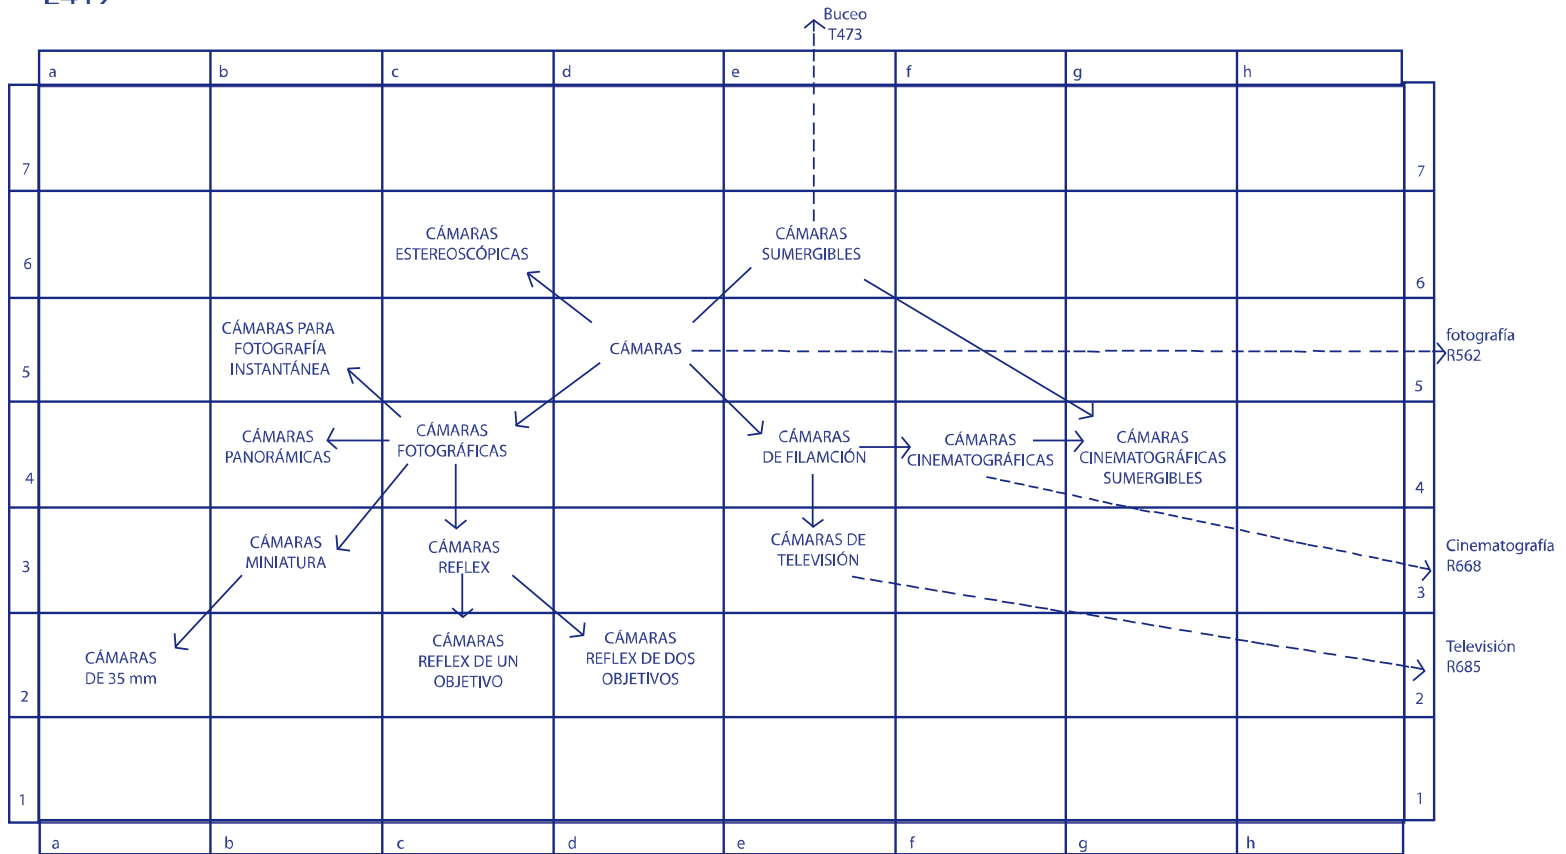 Buceo
T473
a b c d e f g h
7 7
CÁMARAS
ESTEREOSCÓPICAS
CÁMARAS
SUMERGIBLES
6 6
CÁMARAS PARA
FOTOGRAFÍA
INSTANTÁNEA
CÁMARAS
fotografía
R562
5 5
CÁMARAS
PANORÁMICAS
CÁMARAS
FOTOGRÁFICAS
CÁMARAS
DE FILAMCIÓN
CÁMARAS
CINEMATOGRÁFICAS
CÁMARAS
CINEMATOGRÁFICAS
SUMERGIBLES
4 4
CÁMARAS
MINIATURA
CÁMARAS
REFLEX
CÁMARAS DE
TELEVISIÓN
Cinematografía
R668
3 3
CÁMARAS
DE 35 mm
CÁMARAS
REFLEX DE UN
OBJETIVO
CÁMARAS
REFLEX DE DOS
OBJETIVOS
Televisión
R685
2 2
1 1
a b c d e f g h